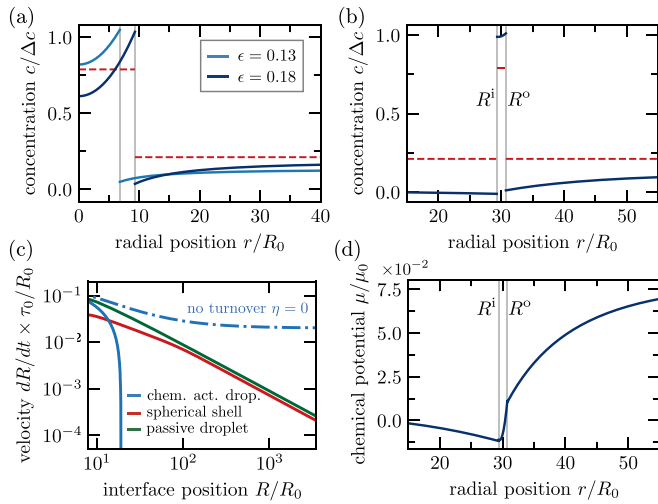 (a)
concentration c/Δc
1.0
0.5
0.0
ϵ = 0.13
ϵ = 0.18
0 10 20 30 40
radial position r/R₀
(b)
concentration c/Δc
1.0
0.5
0.0
Rⁱ Rᵒ
20 30 40 50
radial position r/R₀
(c)
velocity dR/dt × τ₀/R₀
10⁻¹
10⁻²
10⁻³
10⁻⁴
no turnover η = 0
chem. act. drop.
spherical shell
passive droplet
10¹ 10² 10³
interface position R/R₀
(d)
chemical potential μ/μ₀
×10⁻²
7.5
5.0
2.5
0.0
Rⁱ Rᵒ
20 30 40 50
radial position r/R₀